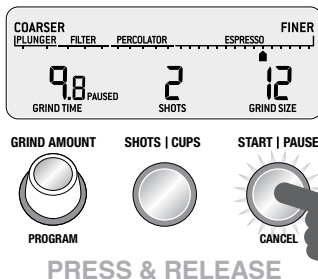 COARSER FINER
PLUNGER FILTER PERCOLATOR ESPRESSO
9.8 PAUSED 2 12
GRIND TIME SHOTS GRIND SIZE
GRIND AMOUNT SHOTS | CUPS START | PAUSE
PROGRAM CANCEL
PRESS & RELEASE